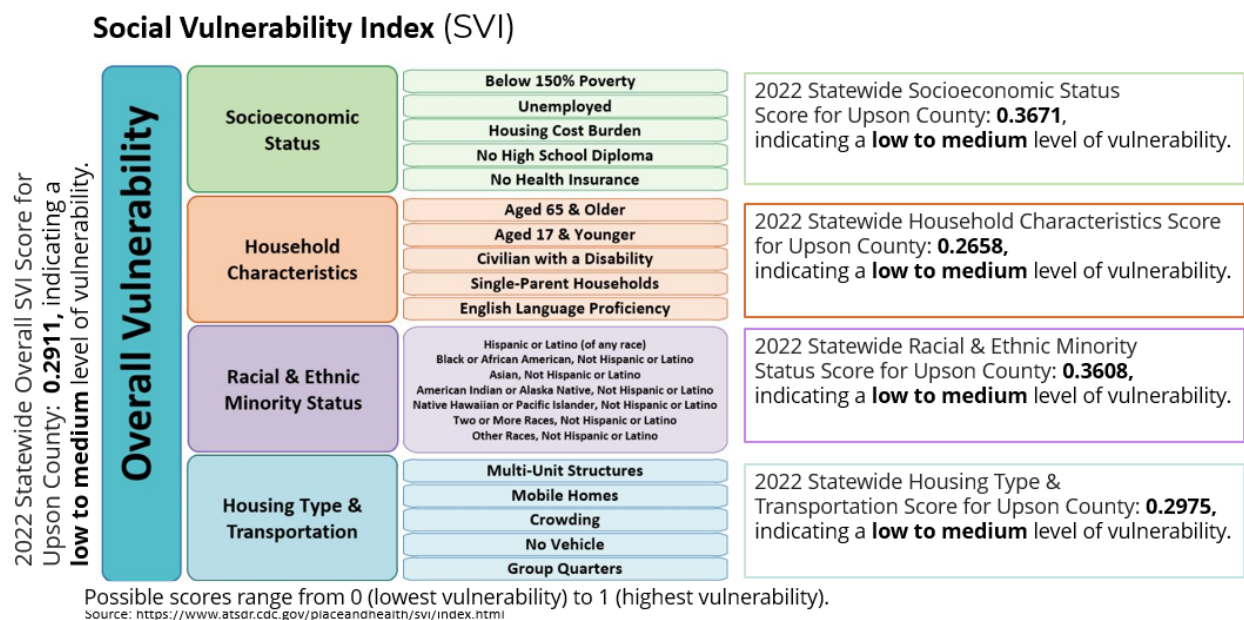 Social Vulnerability Index (SVI)
2022 Statewide Overall SVI Score for
Upson County: 0.2911, indicating a
low to medium level of vulnerability.
Overall Vulnerability
Socioeconomic
Status
Below 150% Poverty
Unemployed
Housing Cost Burden
No High School Diploma
No Health Insurance
2022 Statewide Socioeconomic Status
Score for Upson County: 0.3671,
indicating a low to medium level of vulnerability.
Household
Characteristics
Aged 65 & Older
Aged 17 & Younger
Civilian with a Disability
Single-Parent Households
English Language Proficiency
2022 Statewide Household Characteristics Score
for Upson County: 0.2658,
indicating a low to medium level of vulnerability.
Racial & Ethnic
Minority Status
Hispanic or Latino (of any race)
Black or African American, Not Hispanic or Latino
Asian, Not Hispanic or Latino
American Indian or Alaska Native, Not Hispanic or Latino
Native Hawaiian or Pacific Islander, Not Hispanic or Latino
Two or More Races, Not Hispanic or Latino
Other Races, Not Hispanic or Latino
2022 Statewide Racial & Ethnic Minority
Status Score for Upson County: 0.3608,
indicating a low to medium level of vulnerability.
Housing Type &
Transportation
Multi-Unit Structures
Mobile Homes
Crowding
No Vehicle
Group Quarters
2022 Statewide Housing Type &
Transportation Score for Upson County: 0.2975,
indicating a low to medium level of vulnerability.
Possible scores range from 0 (lowest vulnerability) to 1 (highest vulnerability).
Source: https://www.atsdr.cdc.gov/placeandhealth/svi/index.html